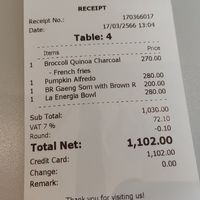 RECEIPT
Receipt No.: 170366017
Date: 17/03/2566 13:04
Table: 4
Items Price
1 Broccoli Quinoa Charcoal 270.00
- French fries
1 Pumpkin Alfredo 280.00
1 BR Gaeng Som with Brown R 200.00
1 La Energia Bowl 280.00
Sub Total: 1,030.00
VAT 7% 72.10
Round: -0.10
Total Net: 1,102.00
Credit Card: 1,102.00
Change: 0.00
Remark:
Thank you for visiting us!